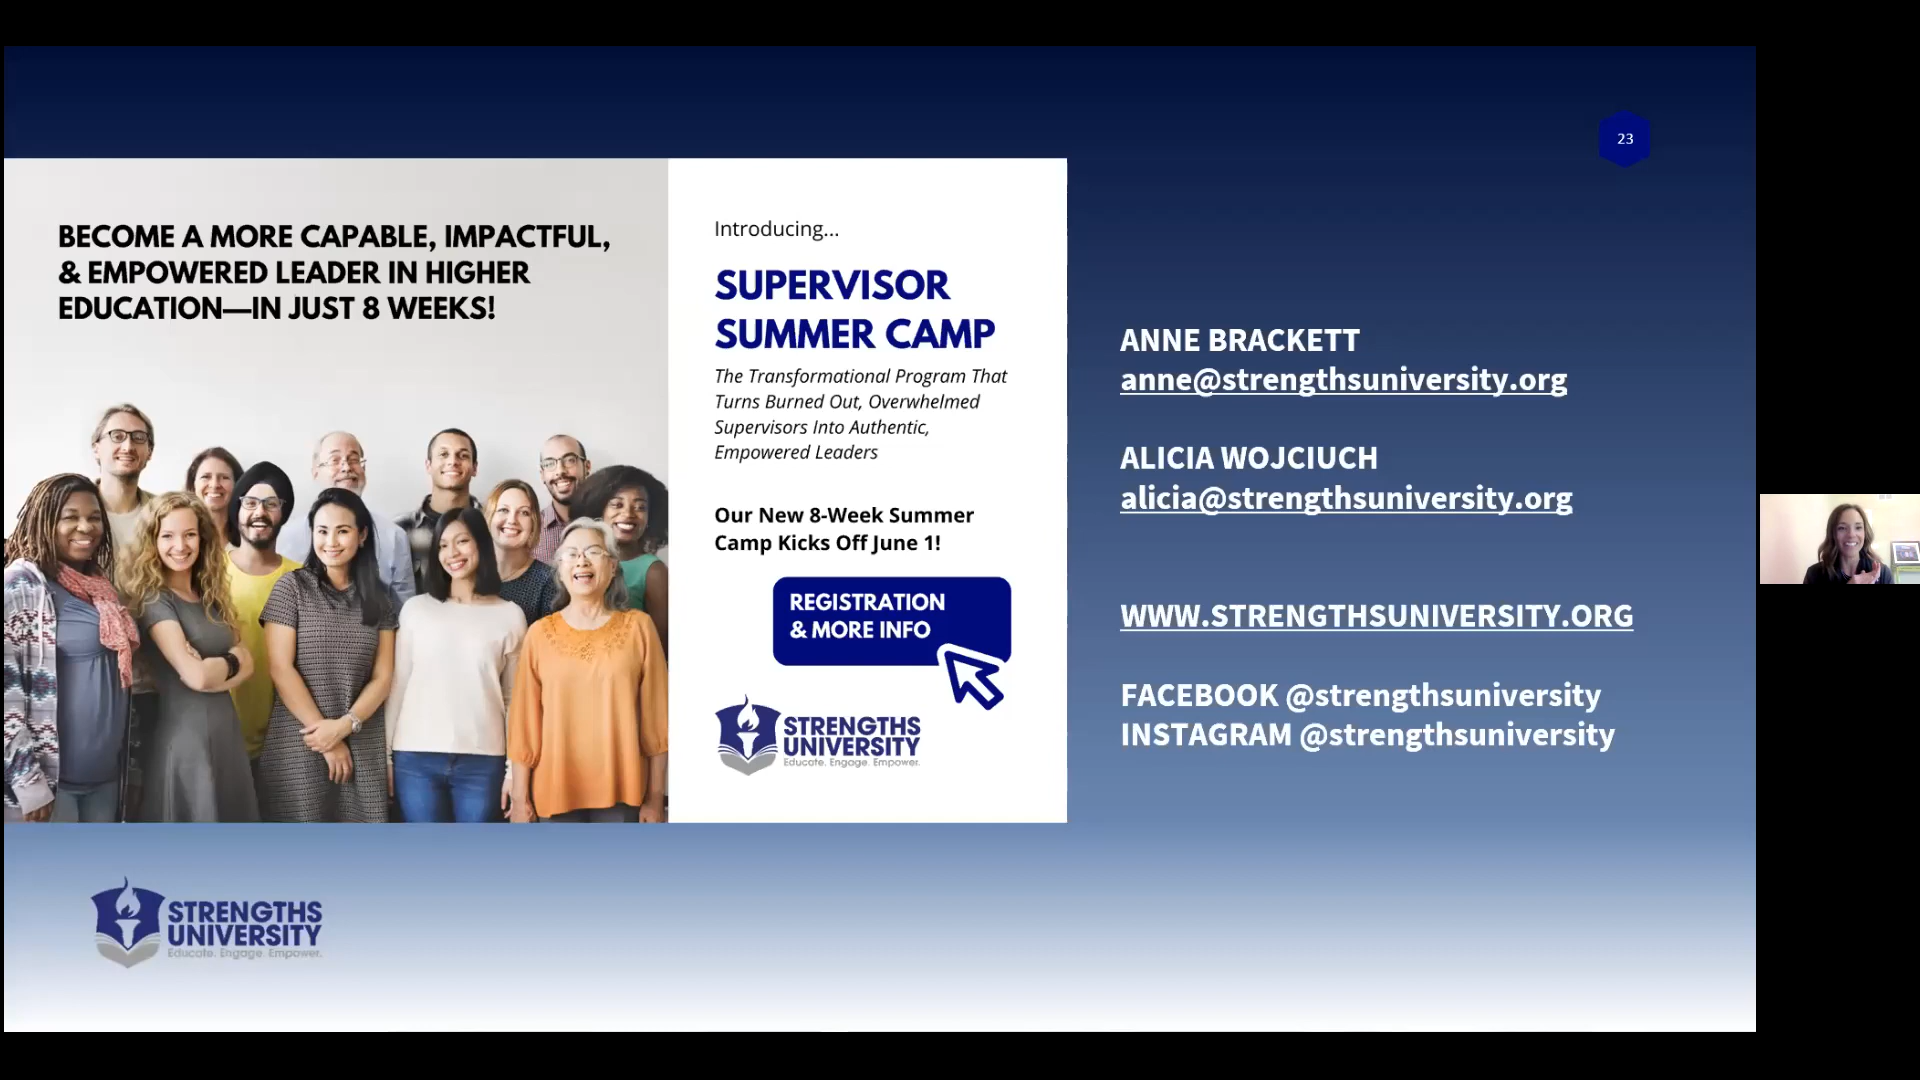 23
BECOME A MORE CAPABLE, IMPACTFUL,
& EMPOWERED LEADER IN HIGHER
EDUCATION—IN JUST 8 WEEKS!
Introducing...
SUPERVISOR
SUMMER CAMP
The Transformational Program That
Turns Burned Out, Overwhelmed
Supervisors Into Authentic,
Empowered Leaders
Our New 8-Week Summer
Camp Kicks Off June 1!
REGISTRATION
& MORE INFO
STRENGTHS
UNIVERSITY
Educate. Engage. Empower.
ANNE BRACKETT
anne@strengthsuniversity.org
ALICIA WOJCIUCH
alicia@strengthsuniversity.org
WWW.STRENGTHSUNIVERSITY.ORG
FACEBOOK @strengthsuniversity
INSTAGRAM @strengthsuniversity
STRENGTHS
UNIVERSITY
Educate. Engage. Empower.